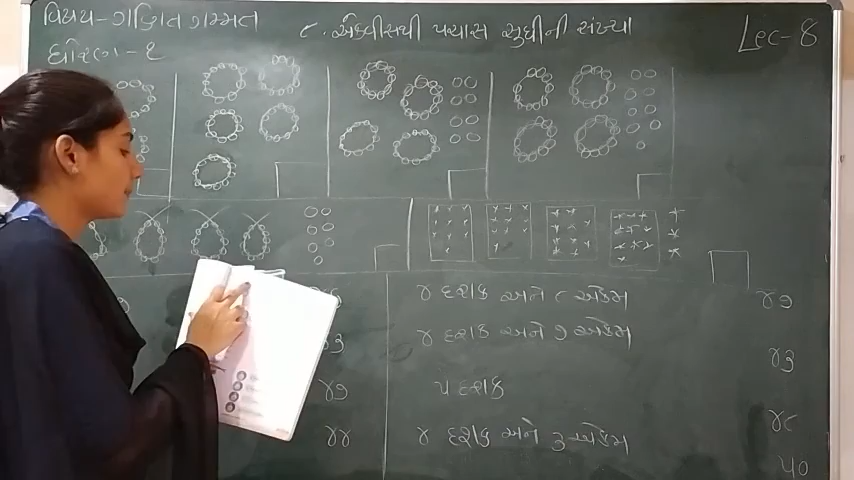 વિષય-ગણિત ગમ્મત
૮. એકવીસથી પચાસ સુધીની સંખ્યા
Lec-8
ધોરણ-૨
૪ દશક અને ૮ એકમ
૪૭
૪ દશક અને ૭ એકમ
૪૩
૫ દશક
૪૭
૪૮
૪ દશક અને ૩ એકમ
૪૪
૫૦